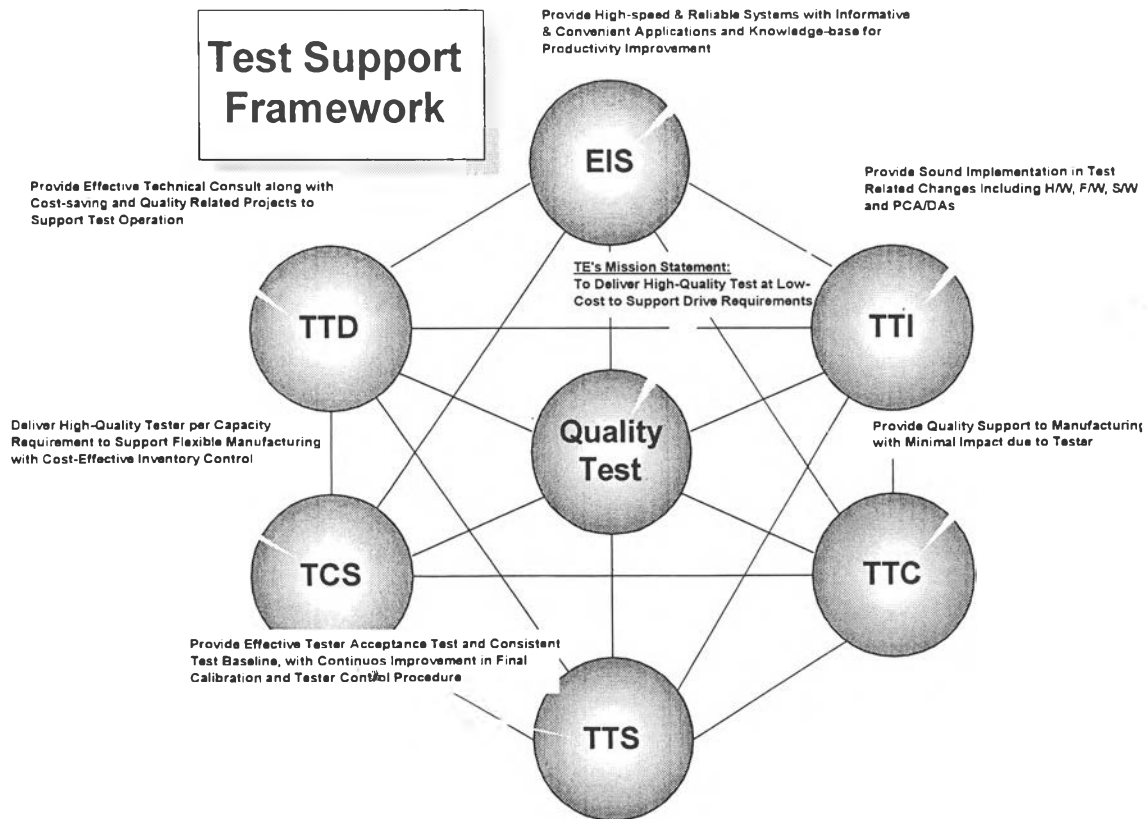 Provide High-speed & Reliable Systems with Informative
& Convenient Applications and Knowledge-base for
Productivity Improvement
Test Support
Framework
EIS
Provide Effective Technical Consult along with
Cost-saving and Quality Related Projects to
Support Test Operation
Provide Sound Implementation in Test
Related Changes Including H/W, F/W, S/W
and PCA/DAs
TE's Mission Statement:
To Deliver High-Quality Test at Low-
Cost to Support Drive Requirements
TTD
TTI
Deliver High-Quality Tester per Capacity
Requirement to Support Flexible Manufacturing
with Cost-Effective Inventory Control
Quality
Test
Provide Quality Support to Manufacturing
with Minimal Impact due to Tester
TCS
TTC
Provide Effective Tester Acceptance Test and Consistent
Test Baseline, with Continuos Improvement in Final
Calibration and Tester Control Procedure
TTS